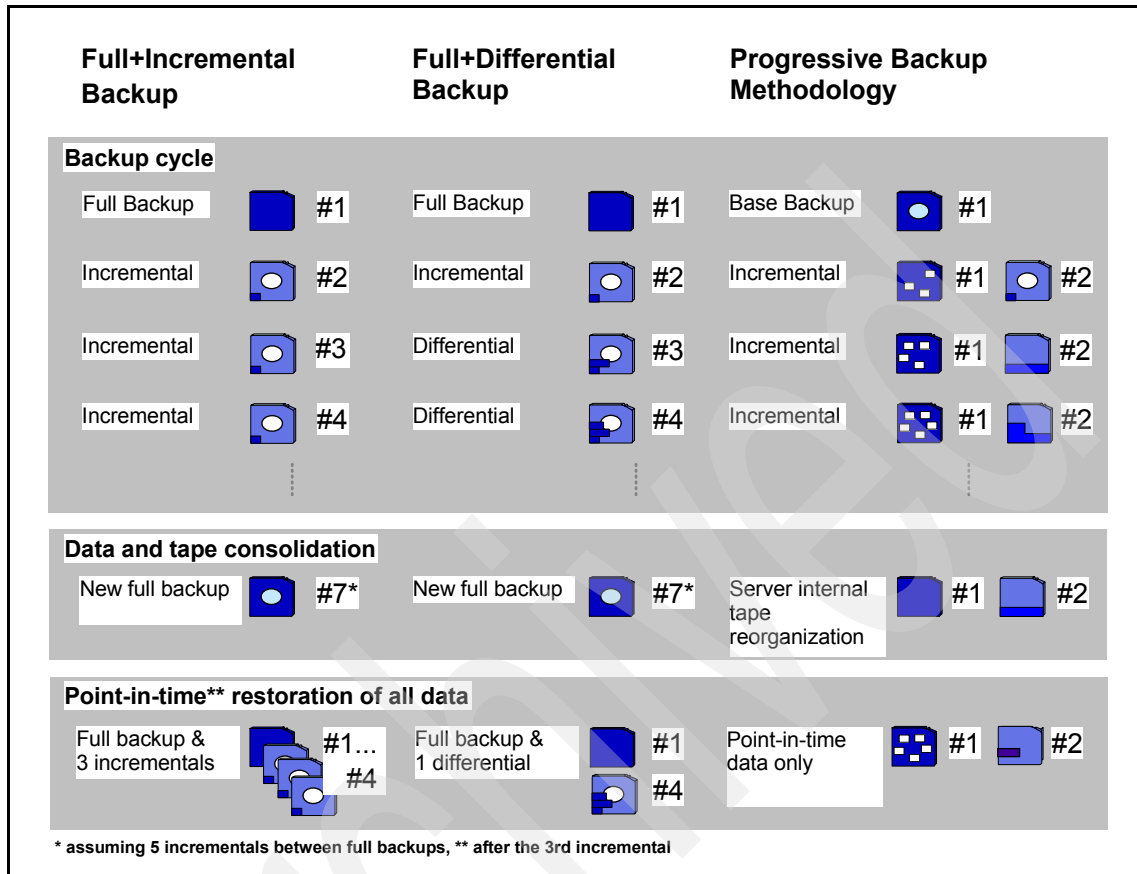 Full+Incremental Backup
Full+Differential Backup
Progressive Backup Methodology
Backup cycle
Full Backup #1 Full Backup #1 Base Backup #1
Incremental #2 Incremental #2 Incremental #1 #2
Incremental #3 Differential #3 Incremental #1 #2
Incremental #4 Differential #4 Incremental #1 #2
Data and tape consolidation
New full backup #7* New full backup #7* Server internal tape reorganization #1 #2
Point-in-time** restoration of all data
Full backup & 3 incrementals #1... #4
Full backup & 1 differential #1 #4
Point-in-time data only #1 #2
* assuming 5 incrementals between full backups, ** after the 3rd incremental